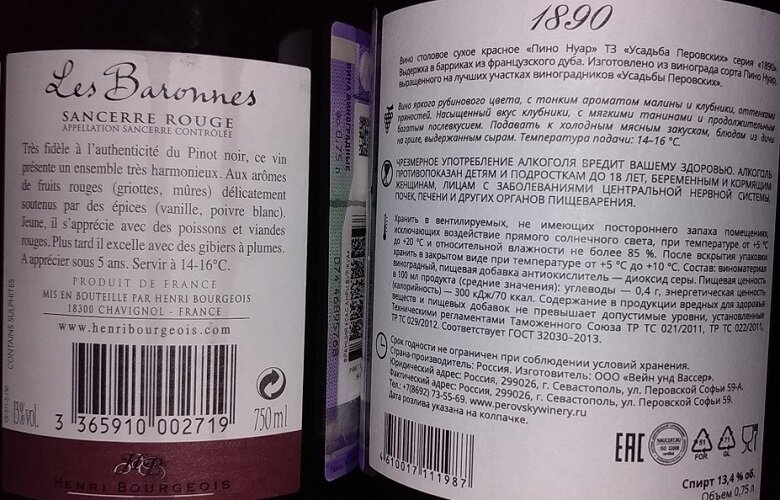 Les Baronnes
SANCERRE ROUGE
APPELLATION SANCERRE CONTRÔLÉE
Très fidèle à l'authenticité du Pinot noir, ce vin
présente un ensemble très harmonieux. Aux arômes
de fruits rouges (griottes, mûres) délicatement
soutenus par des épices (vanille, poivre blanc).
Jeune, il s'apprécie avec des poissons et viandes
rouges. Plus tard il excelle avec des gibiers à plumes.
A apprécier sous 5 ans. Servir à 14-16°C.
PRODUIT DE FRANCE
MIS EN BOUTEILLE PAR HENRI BOURGEOIS
18300 CHAVIGNOL - FRANCE
www.henribourgeois.com
CONTAINS SULPHITES
13% vol.
3 365910 002719
750 ml
HENRI BOURGEOIS
1890
Вино столовое сухое красное «Пино Нуар» ТЗ «Усадьба Перовских» серия «1890»
Выдержка в барриках из французского дуба. Изготовлено из винограда сорта Пино Нуар,
выращенного на лучших участках виноградников «Усадьбы Перовских».
Вино яркого рубинового цвета, с тонким ароматом малины и клубники, оттенками
пряностей. Насыщенный вкус клубники, с мягкими танинами и продолжительным
богатым послевкусием. Подавать к холодным мясным закускам, блюдам из дичи
на гриле, выдержанным сырам. Температура подачи: 14–16 °С.
ЧРЕЗМЕРНОЕ УПОТРЕБЛЕНИЕ АЛКОГОЛЯ ВРЕДИТ ВАШЕМУ ЗДОРОВЬЮ. АЛКОГОЛЬ
ПРОТИВОПОКАЗАН ДЕТЯМ И ПОДРОСТКАМ ДО 18 ЛЕТ, БЕРЕМЕННЫМ И КОРМЯЩИМ
ЖЕНЩИНАМ, ЛИЦАМ С ЗАБОЛЕВАНИЯМИ ЦЕНТРАЛЬНОЙ НЕРВНОЙ СИСТЕМЫ,
ПОЧЕК, ПЕЧЕНИ И ДРУГИХ ОРГАНОВ ПИЩЕВАРЕНИЯ.
Хранить в вентилируемых, не имеющих постороннего запаха помещениях,
исключающих воздействие прямого солнечного света, при температуре от +5 °С
до +20 °С и относительной влажности не более 85 %. После вскрытия упаковки
хранить в закрытом виде при температуре от +5 °С до +10 °С. Состав: виноматериал
виноградный, пищевая добавка антиокислитель — диоксид серы. Пищевая ценность
в 100 мл продукта (средние значения): углеводы — 0,4 г, энергетическая ценность
(калорийность) — 300 кДж/70 ккал. Содержание в продукции вредных для здоровья
веществ и пищевых добавок не превышает допустимые уровни, установленные
Техническими регламентами Таможенного Союза ТР ТС 021/2011, ТР ТС 022/2011,
ТР ТС 029/2012. Соответствует ГОСТ 32030–2013.
Срок годности не ограничен при соблюдении условий хранения.
Страна-производитель: Россия. Изготовитель: ООО «Вейн унд Вассер».
Юридический адрес: Россия, 299026, г. Севастополь, ул. Перовской Софьи 59-А.
Фактический адрес: Россия, 299026, г. Севастополь, ул. Перовской Софьи 59.
Тел.: +7(8692) 73-55-69. www.perovskywinery.ru
Дата розлива указана на колпачке.
4610017 111987
EAC
ISO 22000
51
FOR
71
GL
Спирт 13,4 % об.
Объем 0,75 л